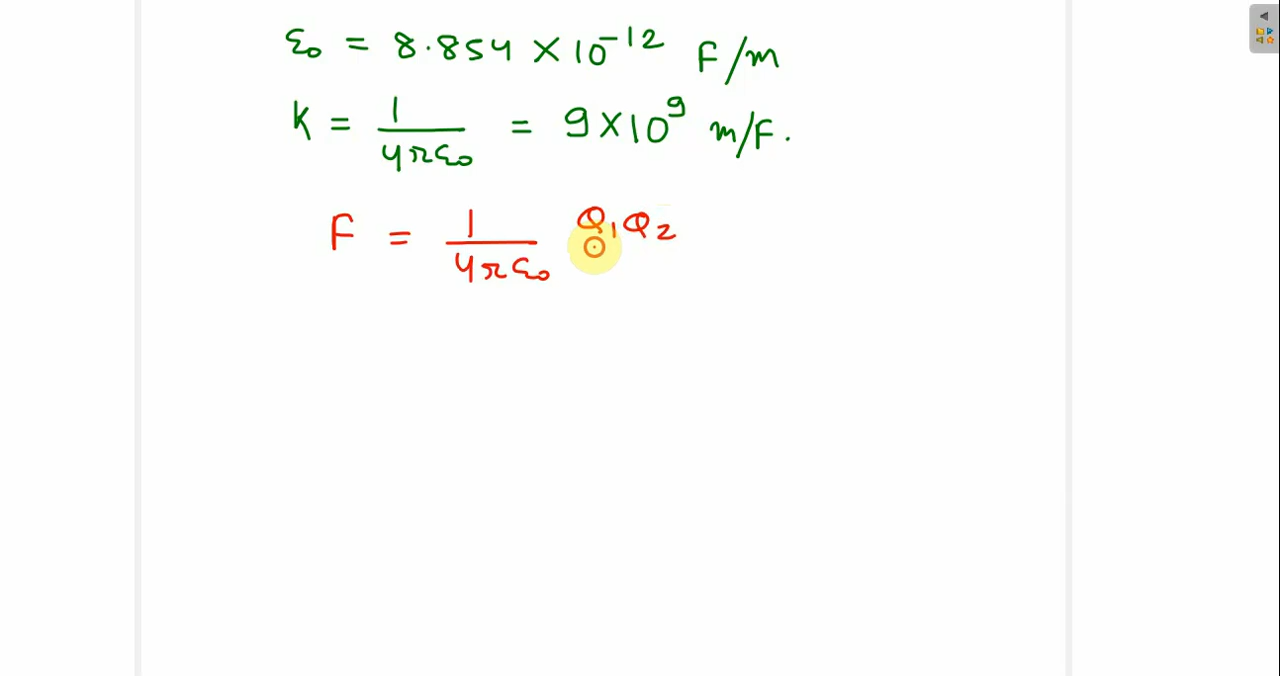 ε₀ = 8.854 × 10⁻¹² F/m
K = 1/4πε₀ = 9×10⁹ m/F.
F = 1/4πε₀ Q₁Q₂